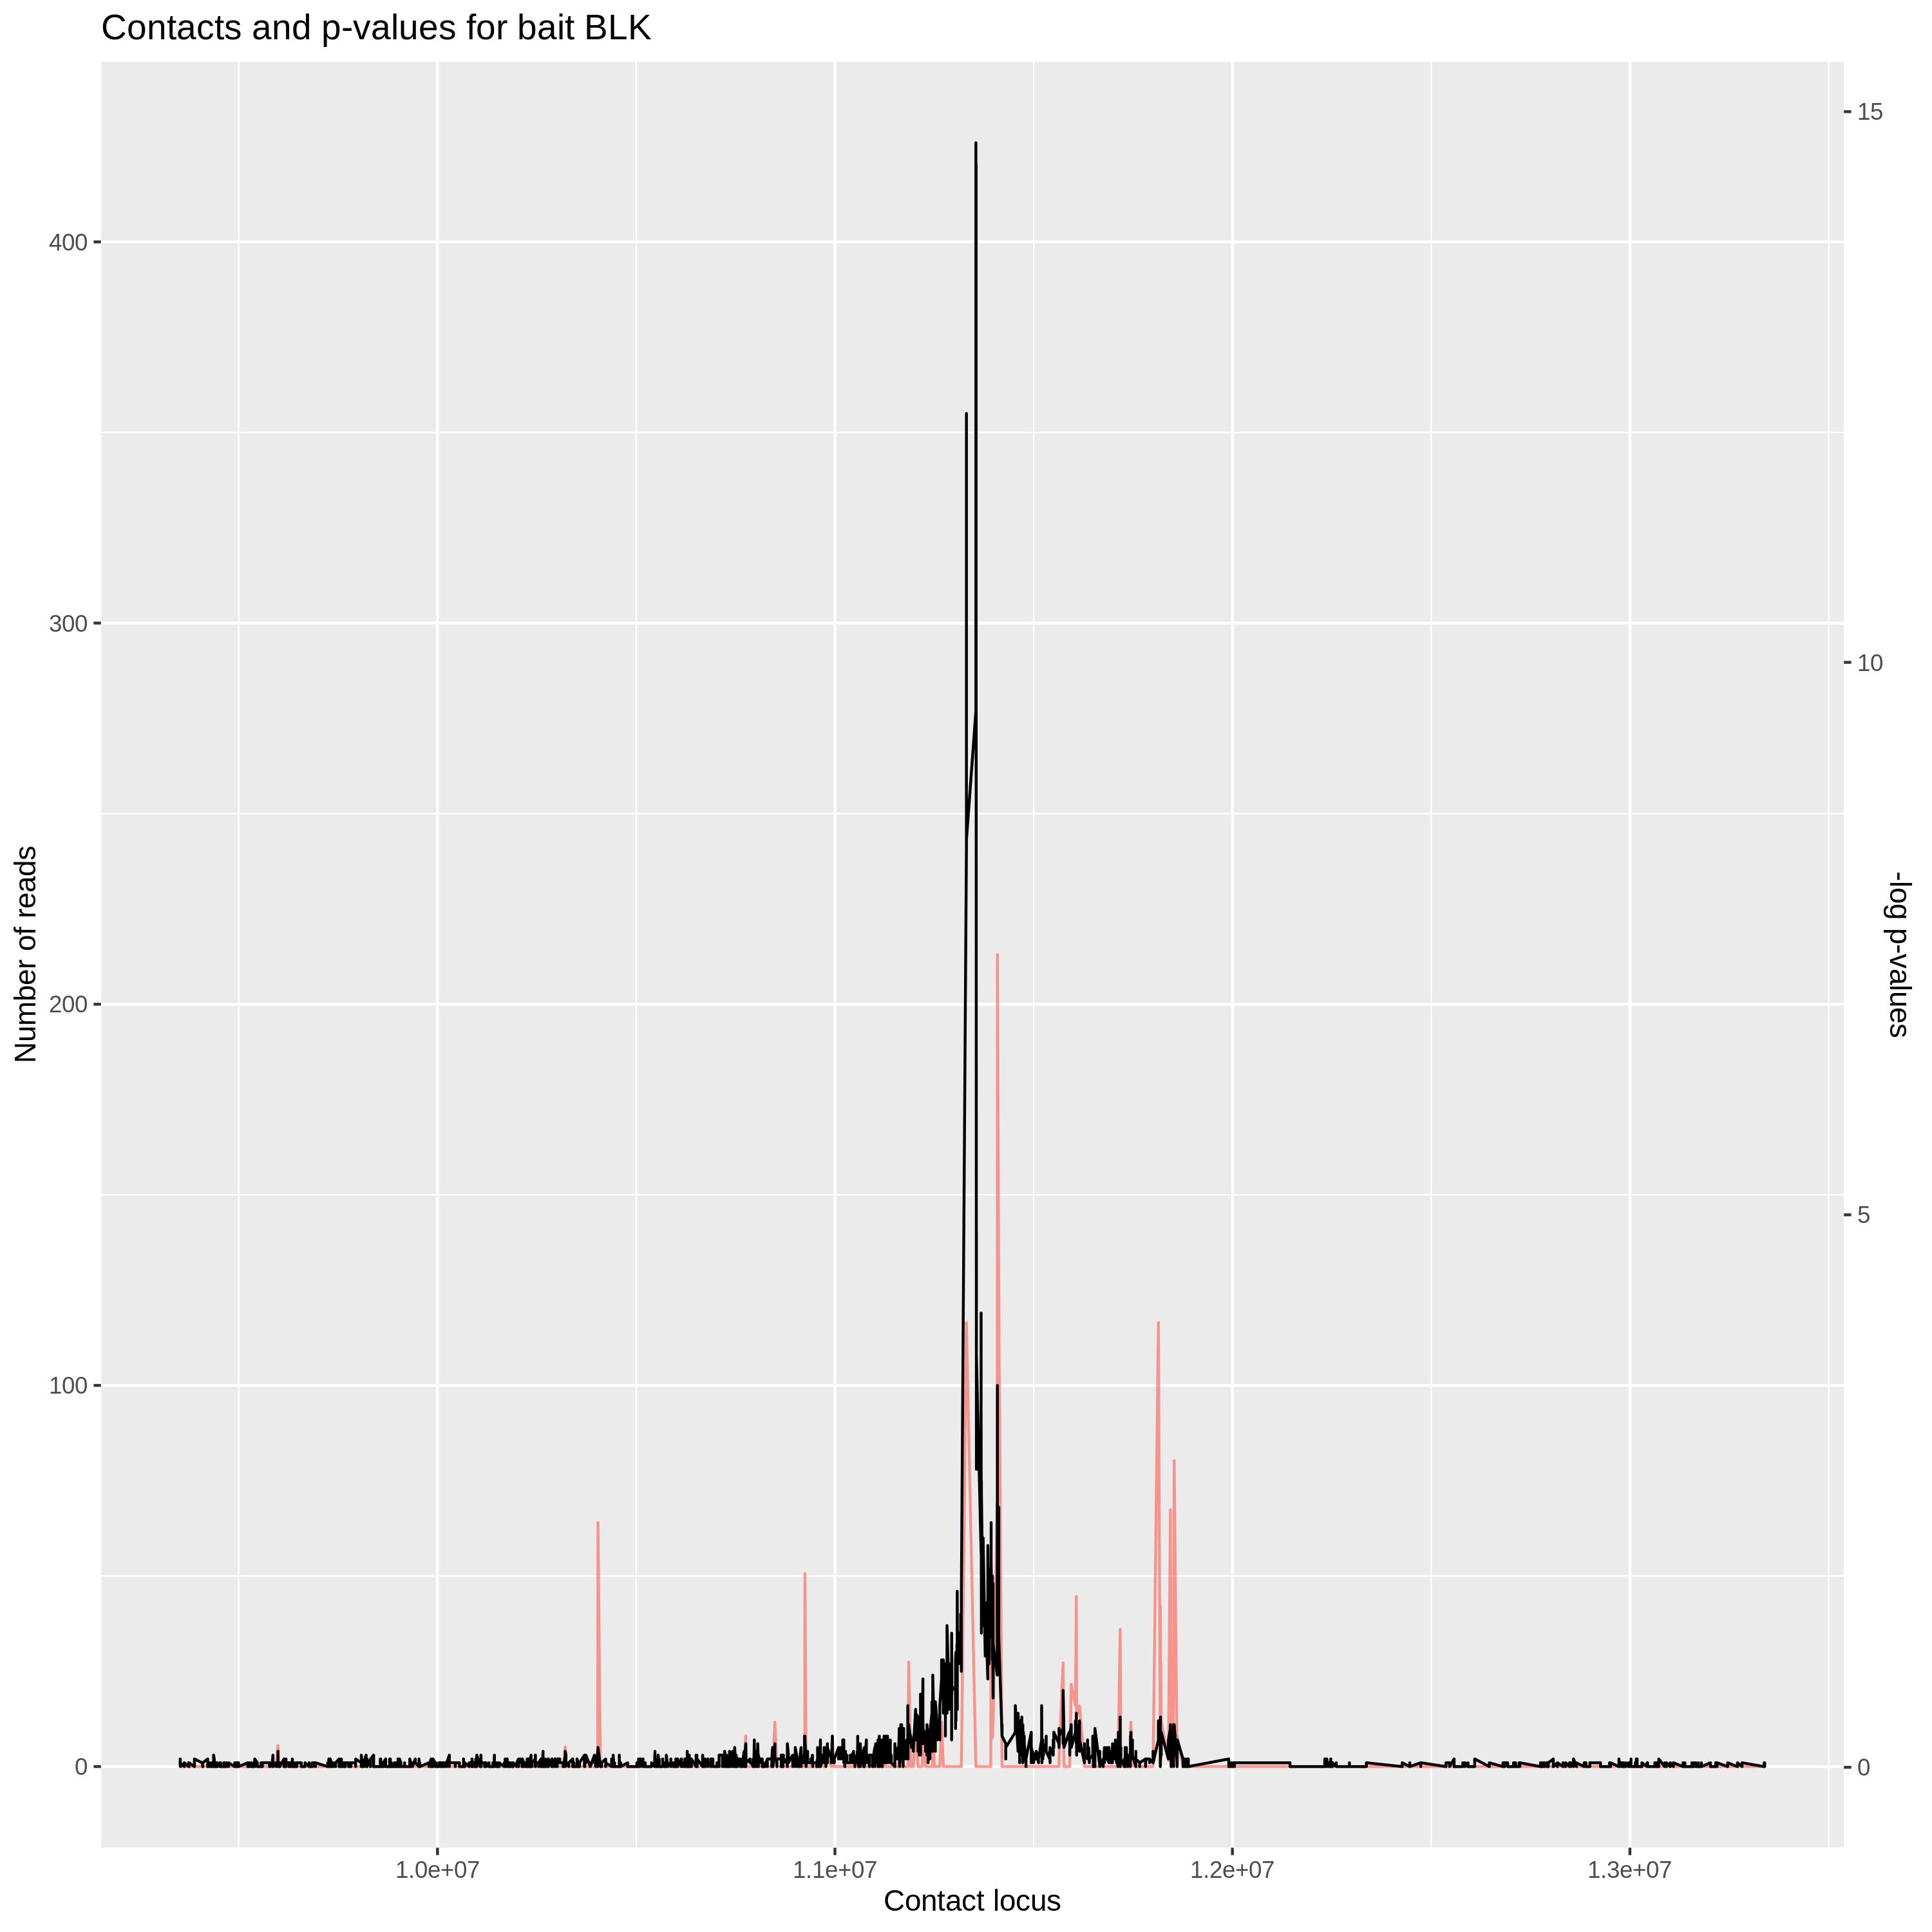 Contacts and p-values for bait BLK
400
300
200
100
0
Number of reads
15
10
5
0
-log p-values
1.0e+07
1.1e+07
1.2e+07
1.3e+07
Contact locus